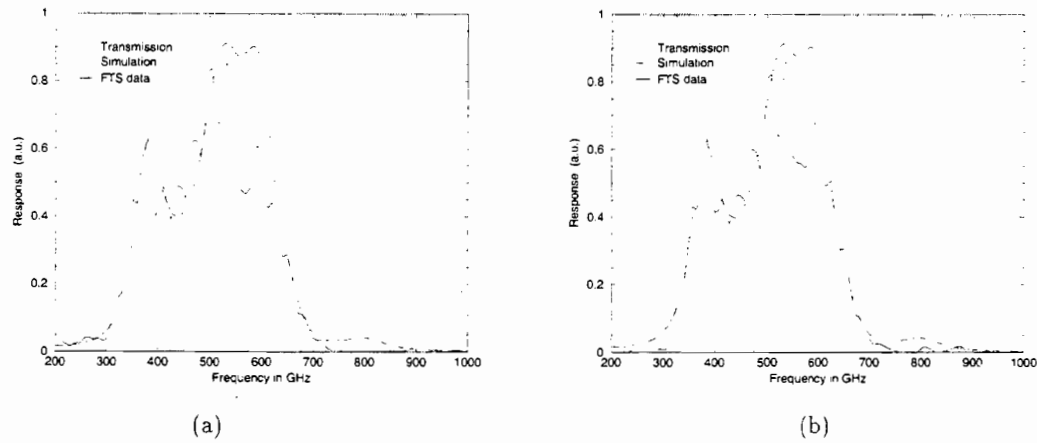 1
Transmission
Simulation
FTS data
0.8
0.6
0.4
0.2
0
Response (a.u.)
200 300 400 500 600 700 800 900 1000
Frequency in GHz
(a)
1
Transmission
Simulation
FTS data
0.8
0.6
0.4
0.2
0
Response (a.u.)
200 300 400 500 600 700 800 900 1000
Frequency in GHz
(b)